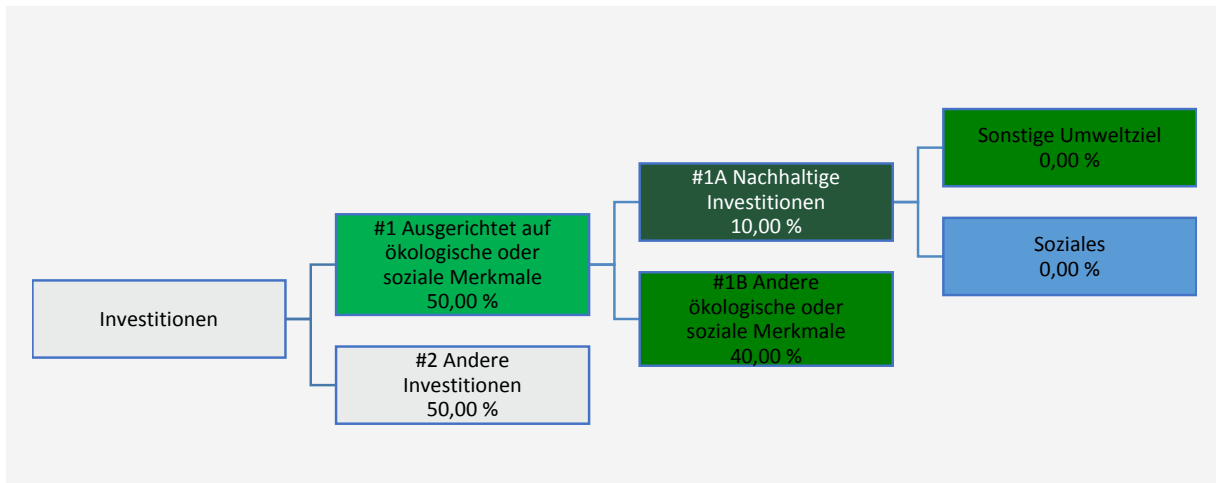 Investitionen
#1 Ausgerichtet auf
ökologische oder
soziale Merkmale
50,00 %
#2 Andere
Investitionen
50,00 %
#1A Nachhaltige
Investitionen
10,00 %
#1B Andere
ökologische oder
soziale Merkmale
40,00 %
Sonstige Umweltziel
0,00 %
Soziales
0,00 %